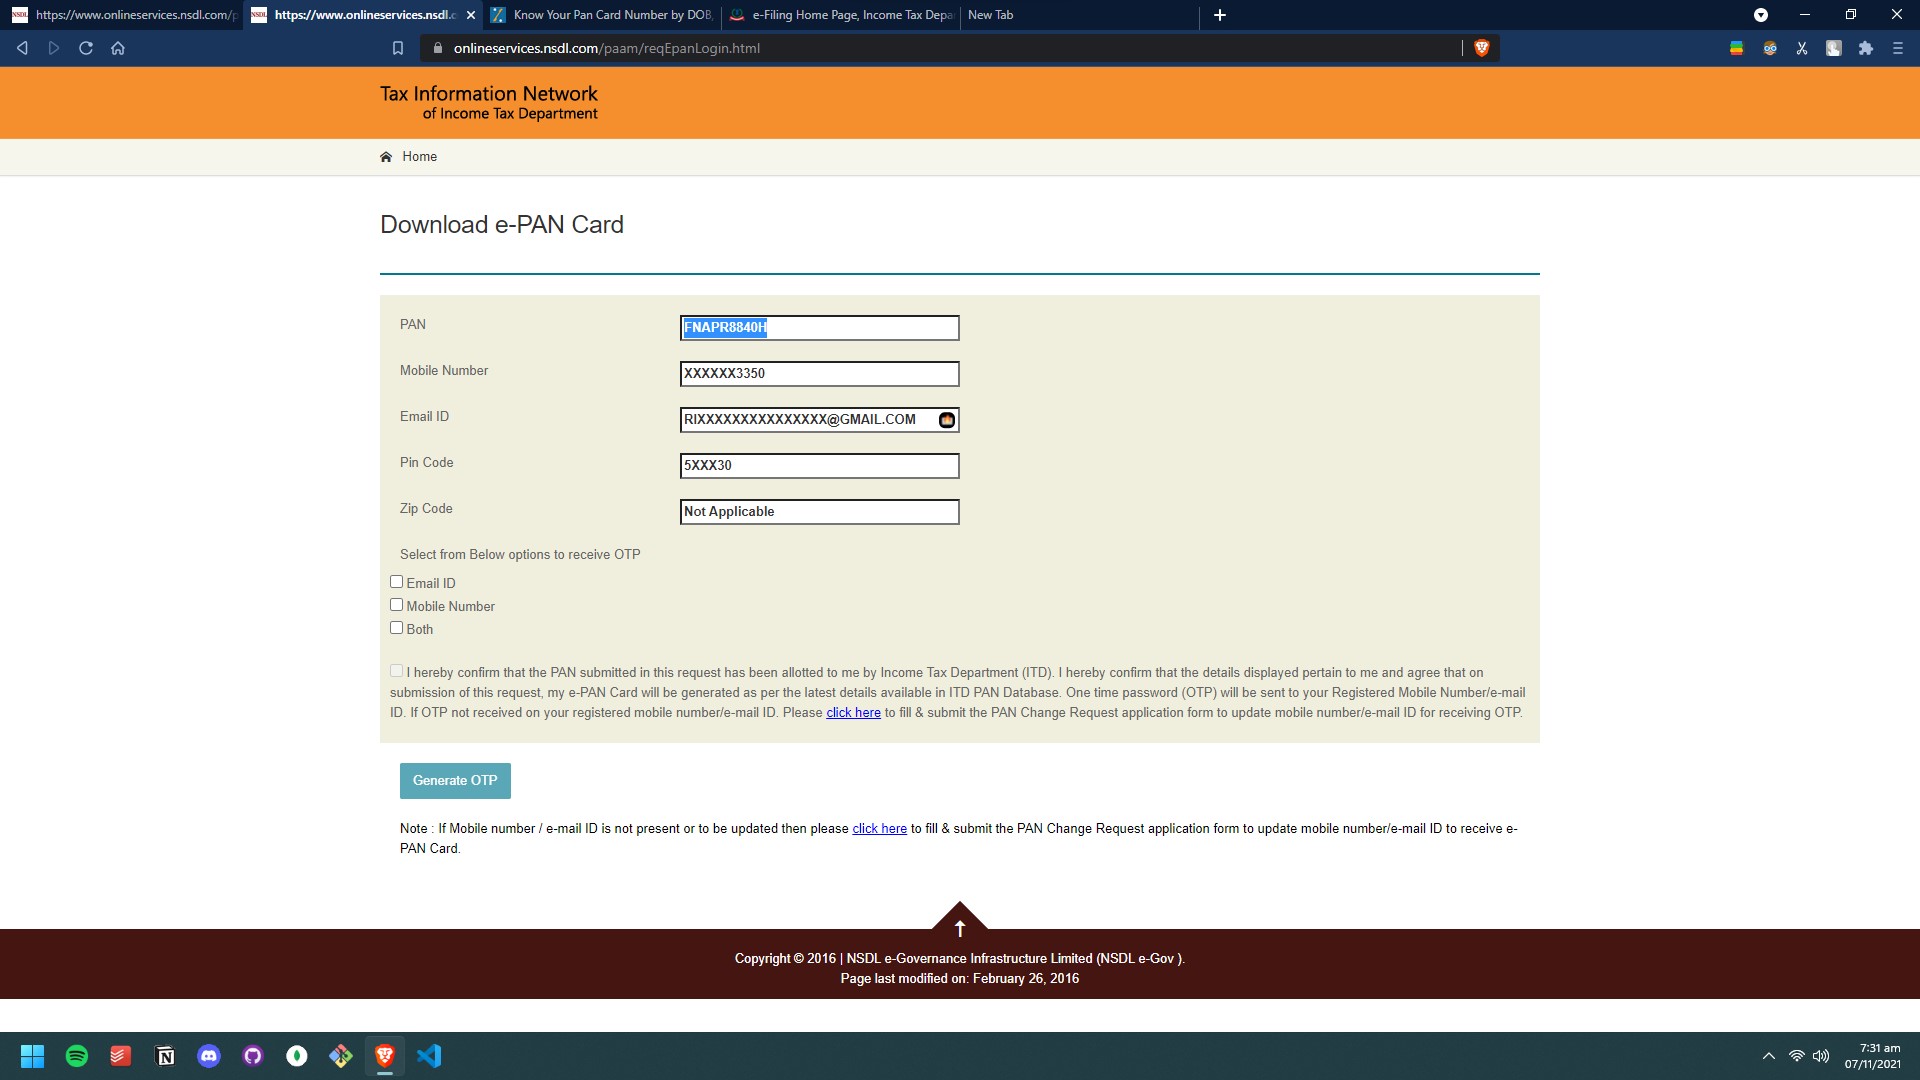 https://www.onlineservices.nsdl.com/p
https://www.onlineservices.nsdl.c
Know Your Pan Card Number by DOB,
e-Filing Home Page, Income Tax Depa
New Tab
onlineservices.nsdl.com/paam/reqEpanLogin.html
Tax Information Network
of Income Tax Department
Home
Download e-PAN Card
PAN FNAPR8840H
Mobile Number XXXXXX3350
Email ID RIXXXXXXXXXXXXXXX@GMAIL.COM
Pin Code 5XXX30
Zip Code Not Applicable
Select from Below options to receive OTP
Email ID
Mobile Number
Both
I hereby confirm that the PAN submitted in this request has been allotted to me by Income Tax Department (ITD). I hereby confirm that the details displayed pertain to me and agree that on
submission of this request, my e-PAN Card will be generated as per the latest details available in ITD PAN Database. One time password (OTP) will be sent to your Registered Mobile Number/e-mail
ID. If OTP not received on your registered mobile number/e-mail ID. Please click here to fill & submit the PAN Change Request application form to update mobile number/e-mail ID for receiving OTP.
Generate OTP
Note : If Mobile number / e-mail ID is not present or to be updated then please click here to fill & submit the PAN Change Request application form to update mobile number/e-mail ID to receive e-
PAN Card.
Copyright © 2016 | NSDL e-Governance Infrastructure Limited (NSDL e-Gov ).
Page last modified on: February 26, 2016
7:31 am
07/11/2021